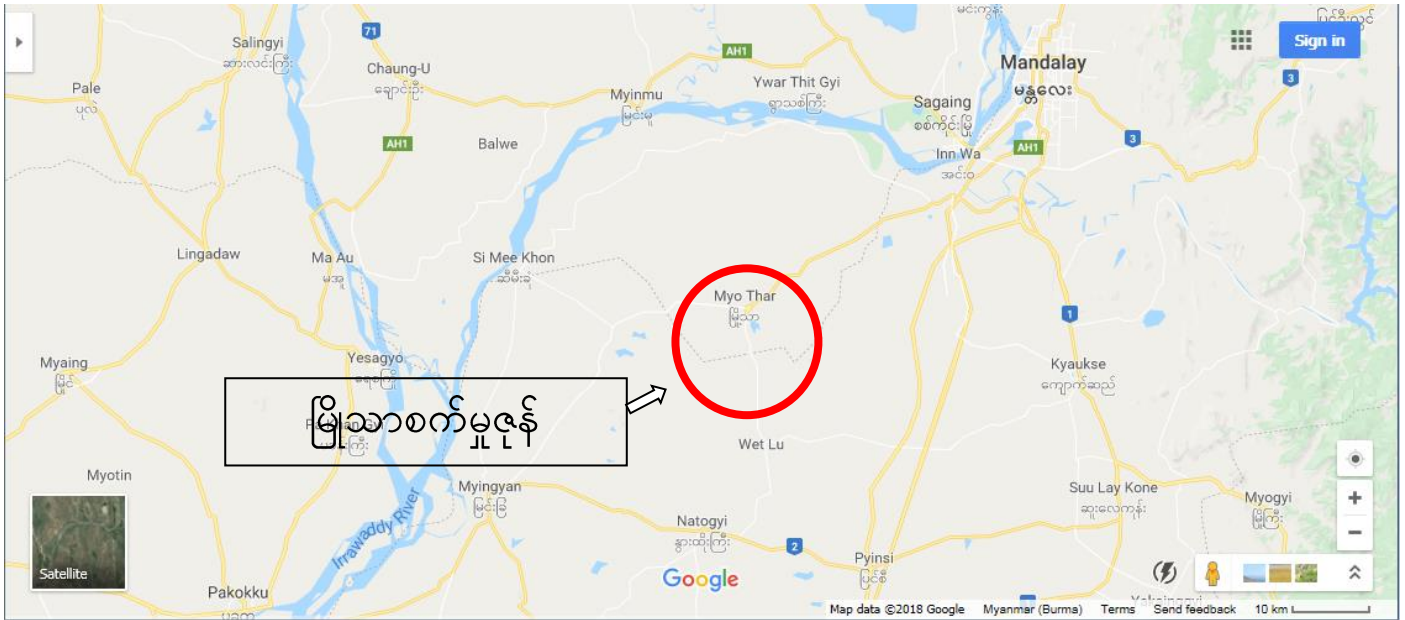 71
Salingyi
ဆားလင်းကြီး
Chaung-U
ချောင်းဦး
Pale
ပုလဲ
AH1
Myinmu
မြင်းမူ
Ywar Thit Gyi
ရွာသစ်ကြီး
Sagaing
စစ်ကိုင်းမြို့
Mandalay
မန္တလေး
Sign in
3
AH1
Balwe
Inn Wa
အင်းဝ
AH1
3
Lingadaw
Ma Au
မအူ
Si Mee Khon
ဆီမီးခုံ
Myo Thar
မြို့သာ
1
Myaing
မြိုင်
Yesagyo
ရေစကြို
Kyaukse
ကျောက်ဆည်
မြို့သာစက်မှုဇုန်
Wet Lu
Myotin
Myingyan
မြင်းခြံ
Irrawaddy River
Suu Lay Kone
ဆူးလေကုန်း
Myogyi
မြို့ကြီး
Natogyi
နွားထိုးကြီး
2
Pyinsi
ပျဉ်စီ
Satellite
Pakokku
Google
Map data ©2018 Google Myanmar (Burma) Terms Send feedback 10 km